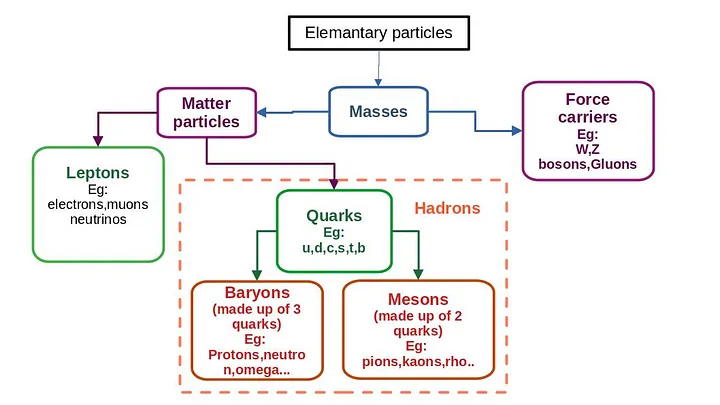 Elemantary particles
Matter
particles
Masses
Force
carriers
Eg:
W,Z
bosons,Gluons
Leptons
Eg:
electrons,muons
neutrinos
Quarks
Eg:
u,d,c,s,t,b
Hadrons
Baryons
(made up of 3
quarks)
Eg:
Protons,neutro
n,omega...
Mesons
(made up of 2
quarks)
Eg:
pions,kaons,rho..